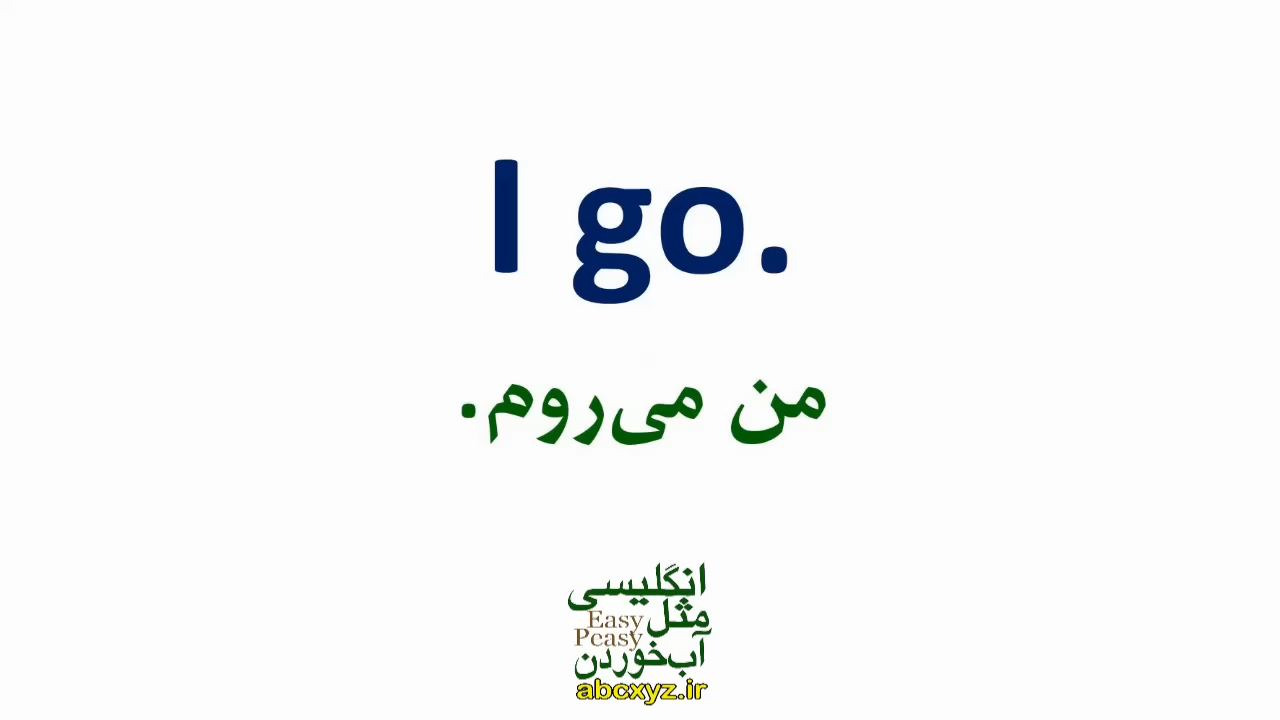 I go.
من می‌روم.
انگلیسی
مثل
Easy
Peasy
آب‌خوردن
abcxyz.ir